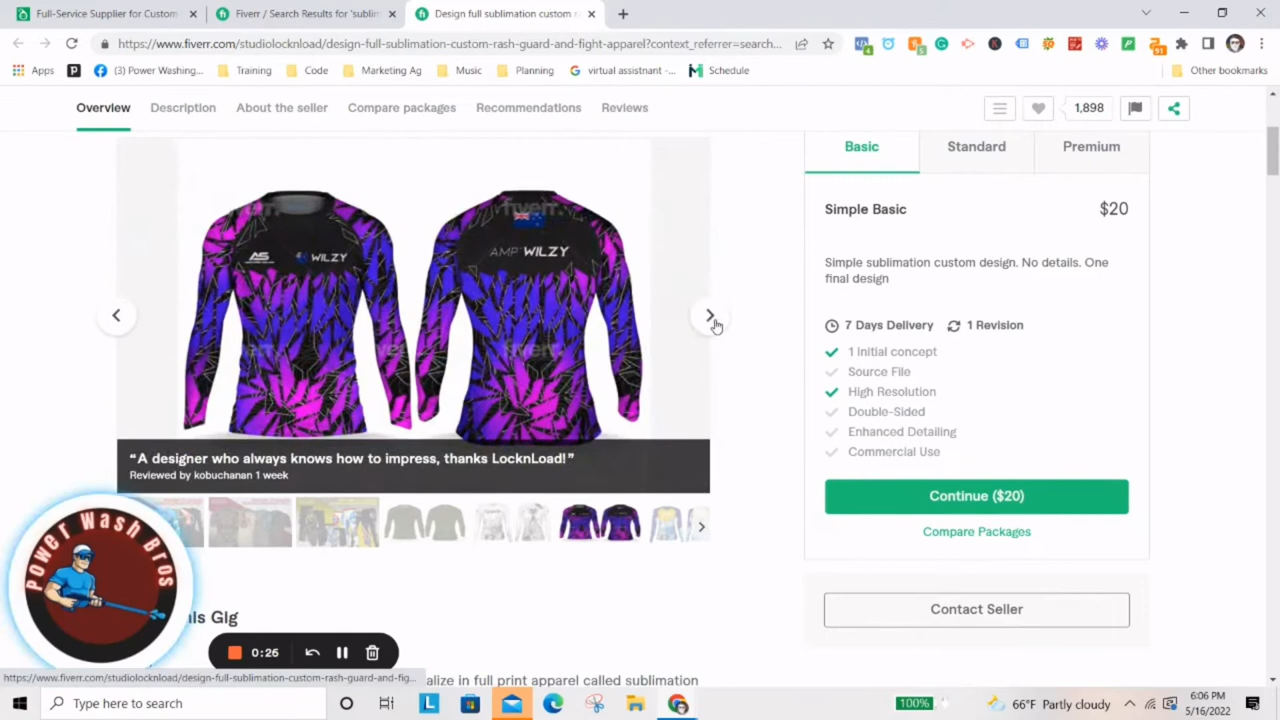 Full-Service Supplier for Custom
Fiverr / Search Results for 'sublim
Design full sublimation custom ra
https://www.fiverr.com/studiolocknload/design-full-sublimation-custom-rash-guard-and-fight-apparel?context_referrer=search...
Apps
(3) Power Washing...
Training
Code
Marketing Ag
Music
Planning
virtual assistnant -...
Schedule
Other bookmarks
Overview
Description
About the seller
Compare packages
Recommendations
Reviews
1,898
Basic
Standard
Premium
Simple Basic
$20
Simple sublimation custom design. No details. One
final design
7 Days Delivery
1 Revision
1 Initial concept
Source File
High Resolution
Double-Sided
Enhanced Detailing
Commercial Use
Continue ($20)
Compare Packages
Contact Seller
fiverr.
AS
WILZY
AMP WILZY
fiverr.
“A designer who always knows how to impress, thanks LocknLoad!”
Reviewed by kobuchanan 1 week
Power Wash Bros
his Gig
0:26
https://www.fiverr.com/studiolocknload/design-full-sublimation-custom-rash-guard-and-fig...
ialize in full print apparel called sublimation
Type here to search
100%
66°F Partly cloudy
6:06 PM
5/16/2022